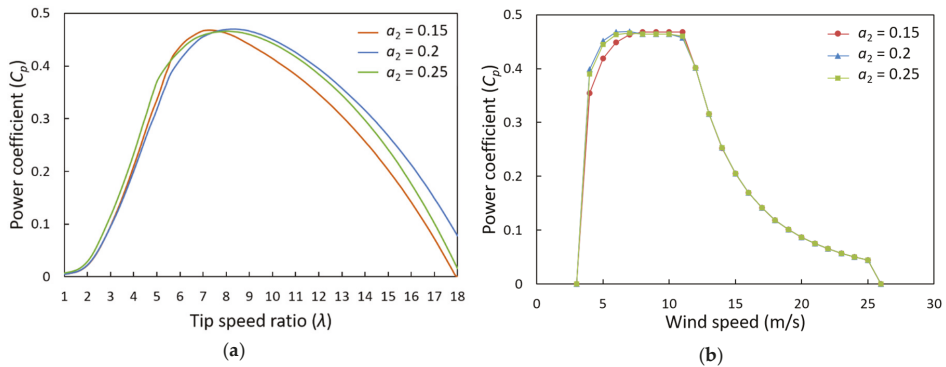 0.5
0.4
0.3
0.2
0.1
0
Power coefficient (Cp)
a2 = 0.15
a2 = 0.2
a2 = 0.25
1 2 3 4 5 6 7 8 9 10 11 12 13 14 15 16 17 18
Tip speed ratio (λ)
(a)
0.5
0.4
0.3
0.2
0.1
0
Power coefficient (Cp)
a2 = 0.15
a2 = 0.2
a2 = 0.25
0 5 10 15 20 25 30
Wind speed (m/s)
(b)